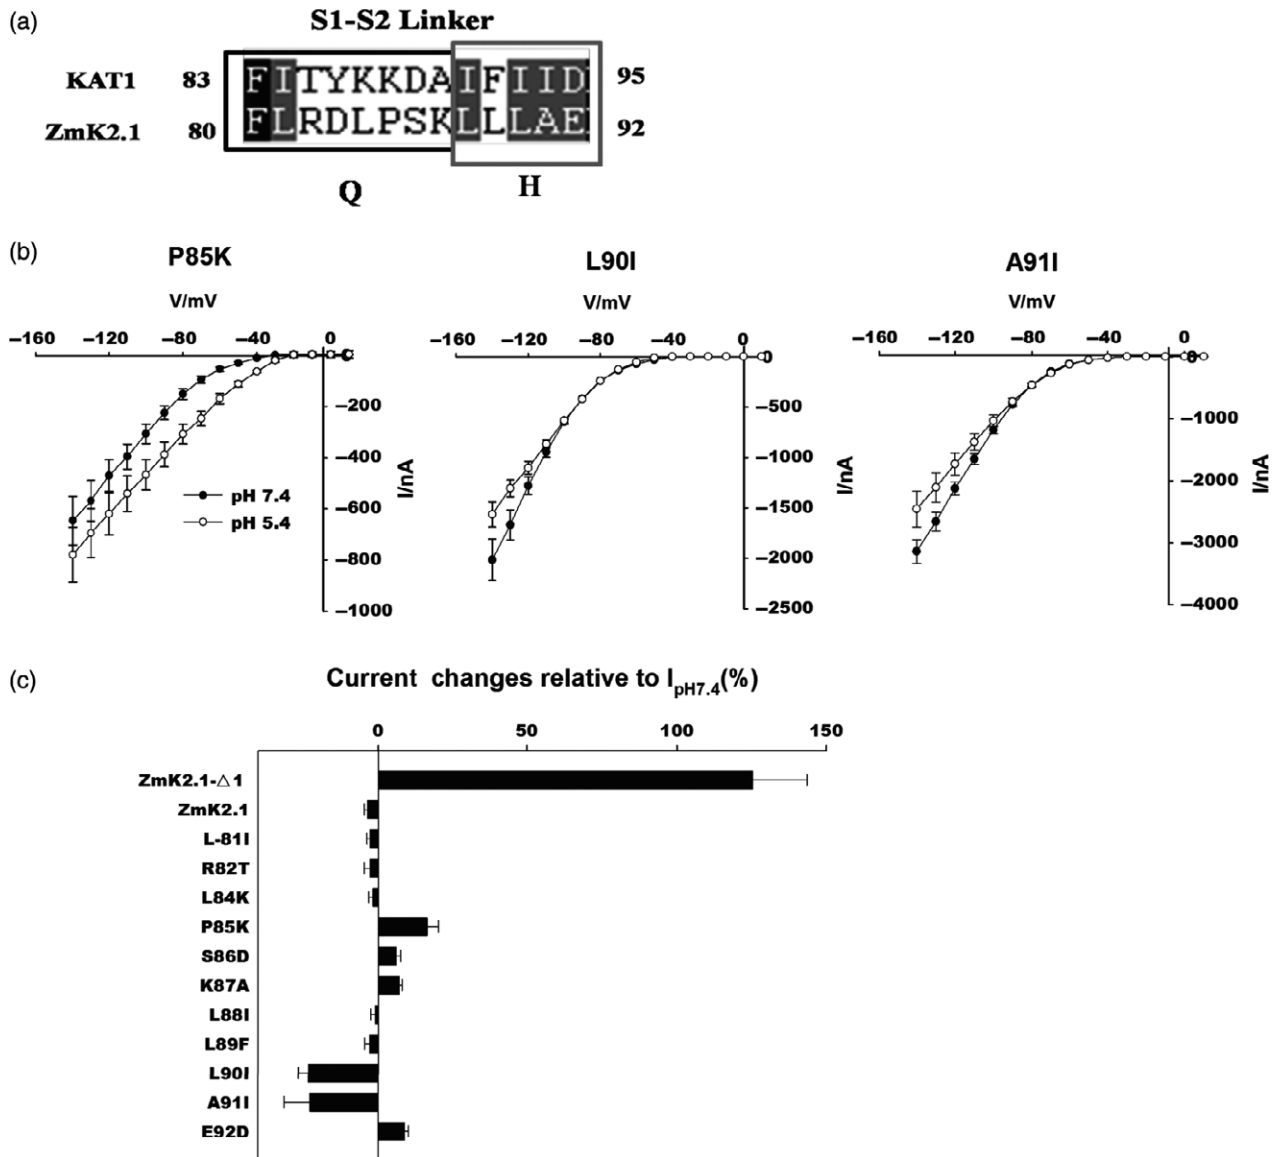 (a)
S1-S2 Linker
KAT1 83 FITYKKDAIFIID 95
ZmK2.1 80 FLRDLPSKLLLAE 92
Q H
(b)
P85K L90I A91I
V/mV V/mV V/mV
−160 −120 −80 −40 0 −160 −120 −80 −40 0 −160 −120 −80 −40 0
0 0
−200 −500 −1000
−400 −1000 −2000
−600 −1500 −3000
−800 −2000 −4000
−1000 −2500
I/nA I/nA I/nA
pH 7.4
pH 5.4
(c)
Current changes relative to IpH7.4(%)
0 50 100 150
ZmK2.1-△1
ZmK2.1
L-81I
R82T
L84K
P85K
S86D
K87A
L88I
L89F
L90I
A91I
E92D